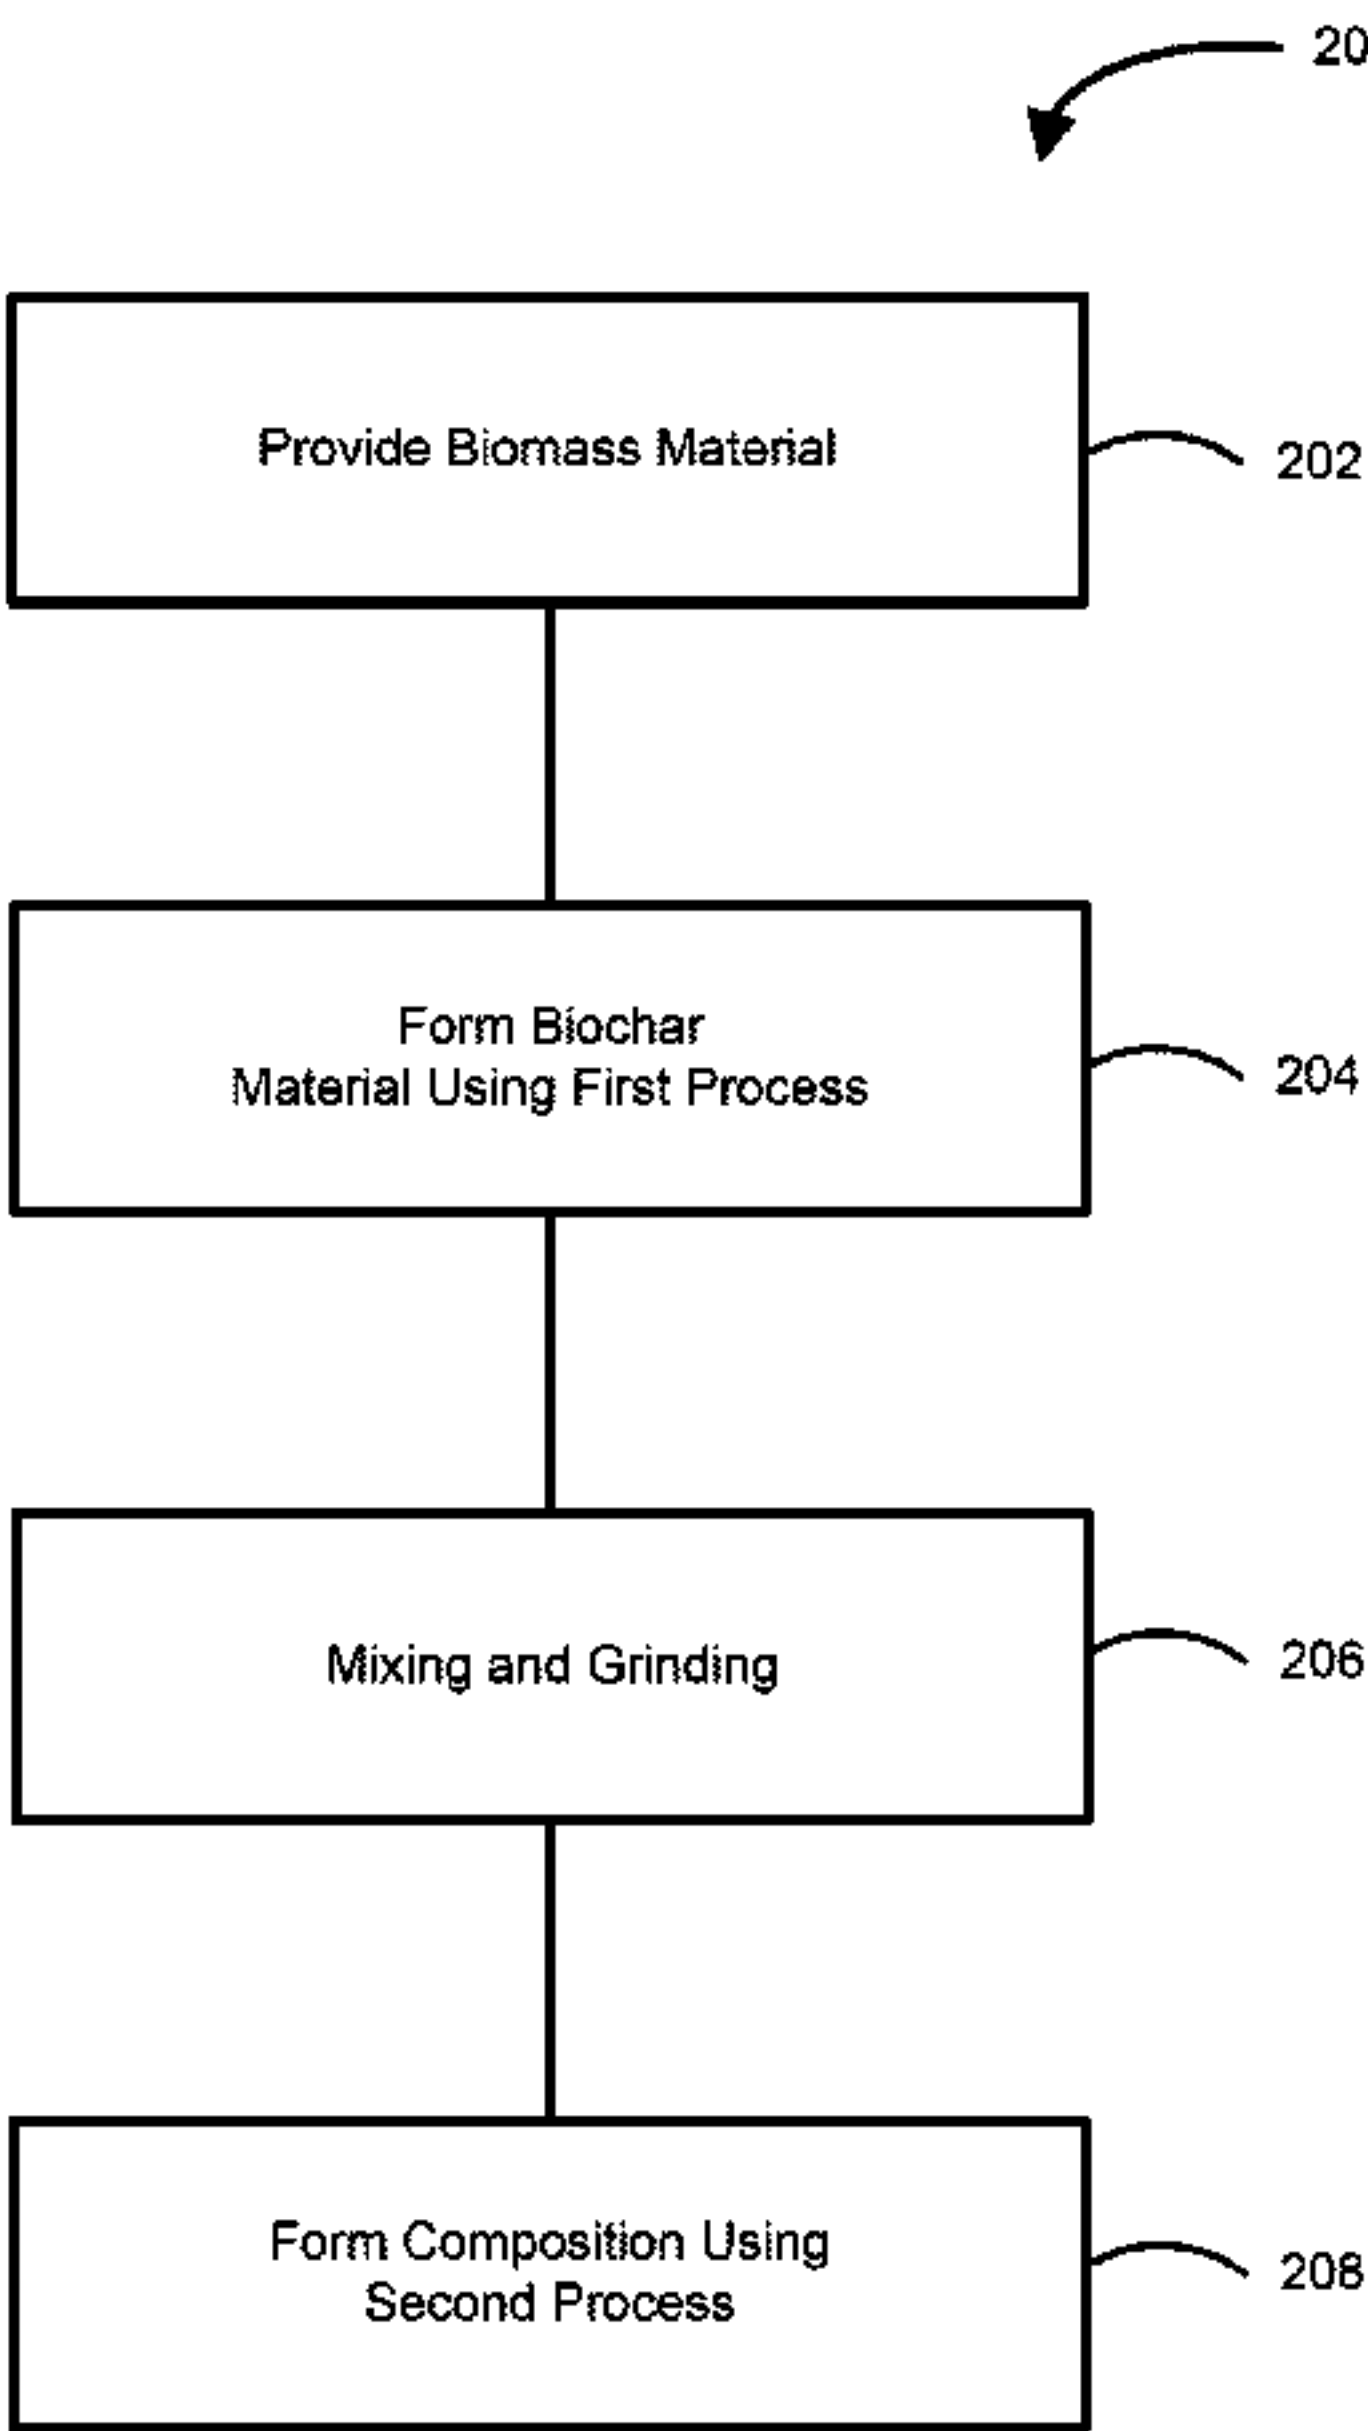 20
Provide Biomass Material
202
Form Biochar
Material Using First Process
204
Mixing and Grinding
206
Form Composition Using
Second Process
208